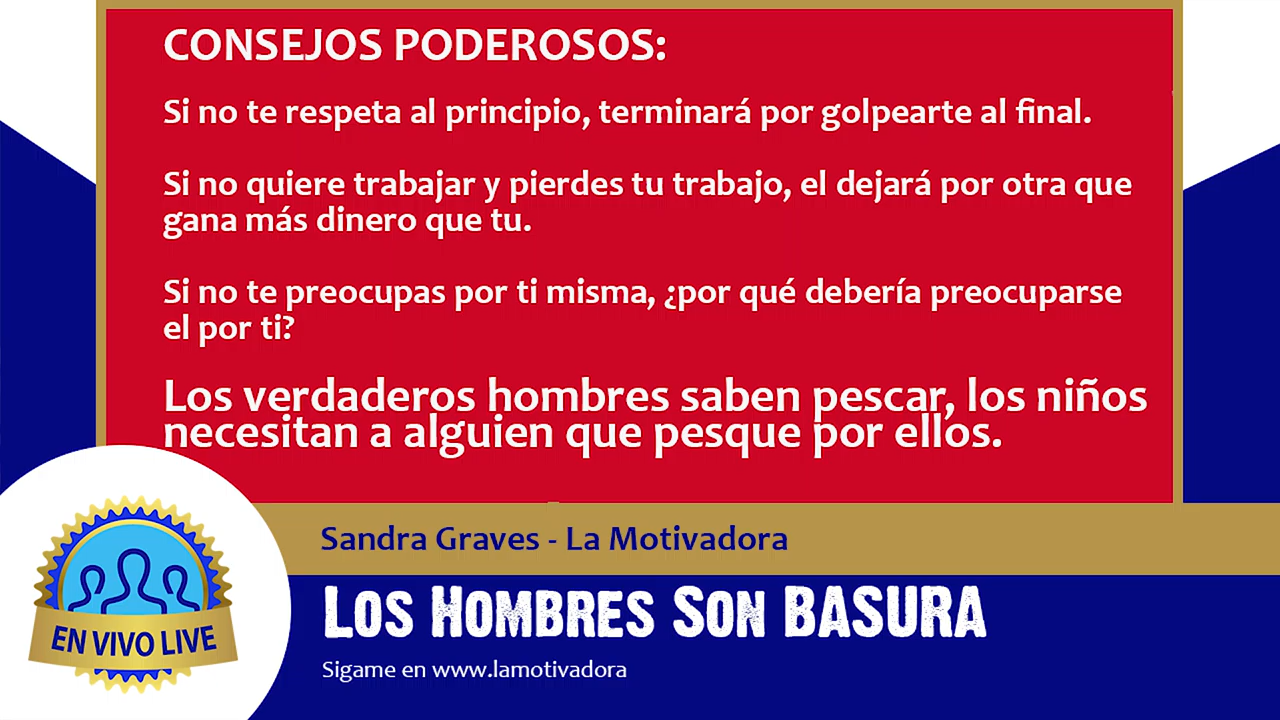 CONSEJOS PODEROSOS:
Si no te respeta al principio, terminará por golpearte al final.
Si no quiere trabajar y pierdes tu trabajo, el dejará por otra que
gana más dinero que tu.
Si no te preocupas por ti misma, ¿por qué debería preocuparse
el por ti?
Los verdaderos hombres saben pescar, los niños
necesitan a alguien que pesque por ellos.
Sandra Graves - La Motivadora
Los Hombres Son BASURA
EN VIVO LIVE
Sigame en www.lamotivadora